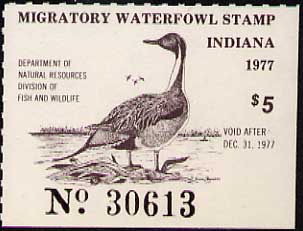 MIGRATORY WATERFOWL STAMP
INDIANA
1977
DEPARTMENT OF
NATURAL RESOURCES
DIVISION OF
FISH AND WILDLIFE
$5
VOID AFTER
DEC. 31, 1977
Nº 30613